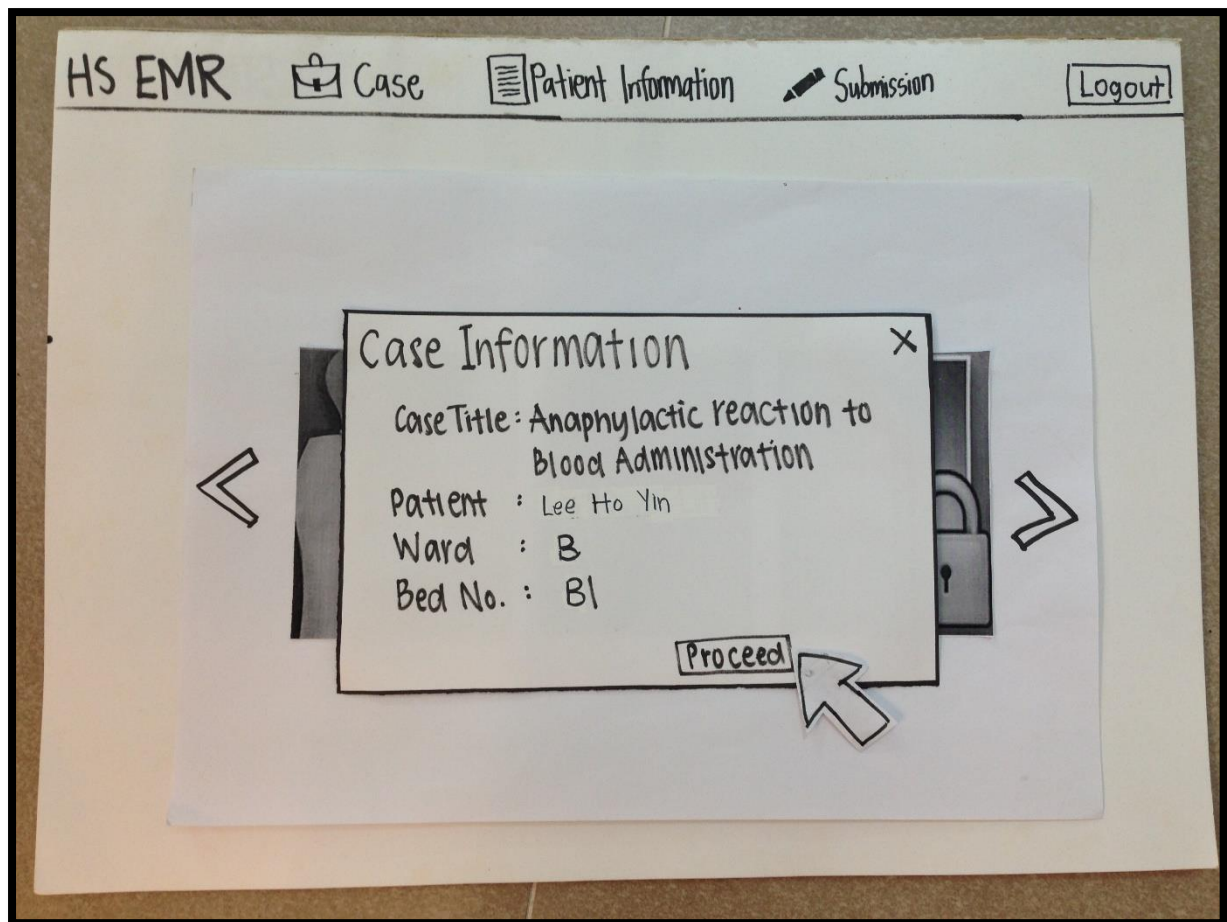 HS EMR Case Patient Information Submission Logout
Case Information X
Case Title : Anaphylactic reaction to
Blood Administration
Patient : Lee Ho Yin
Ward : B
Bed No. : B1
Proceed